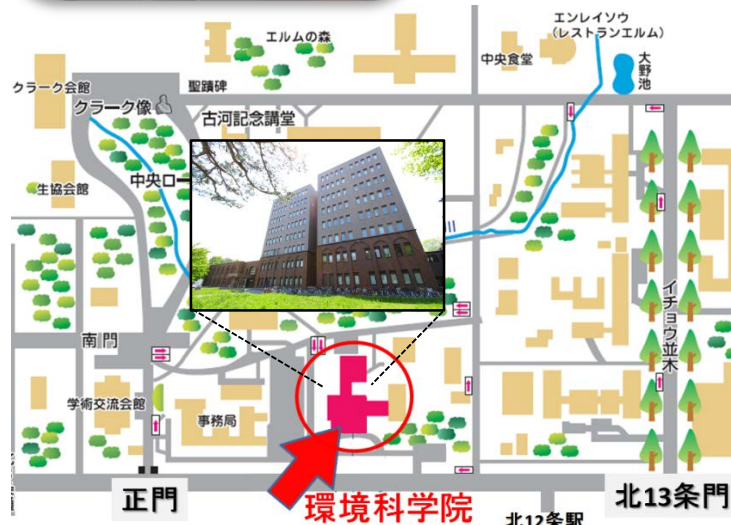 エンレイソウ
(レストランエルム)
エルムの森
中央食堂
大野池
クラーク会館
聖蹟碑
クラーク像
古河記念講堂
中央ロー
生協会館
川
イチョウ並木
南門
学術交流会館
事務局
正門
環境科学院
北12条駅
北13条門